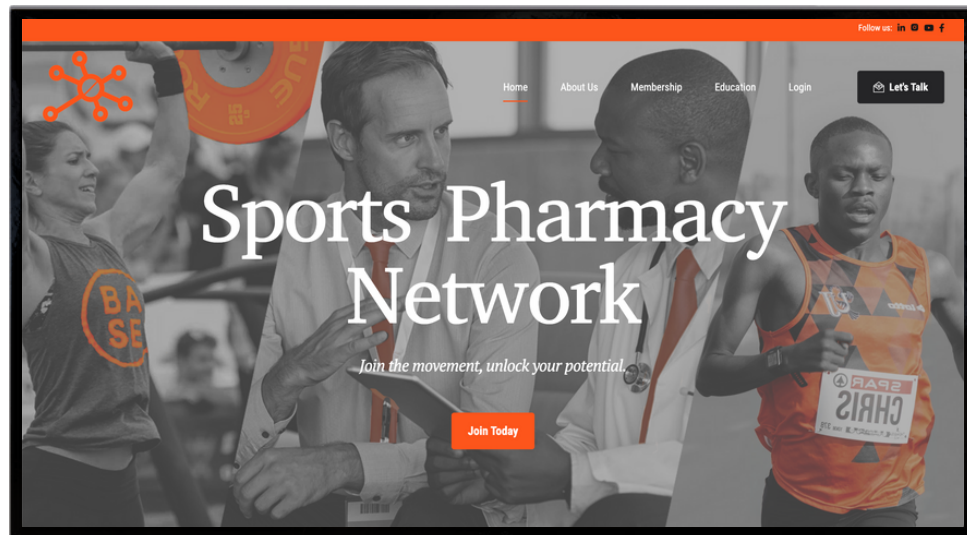 Follow us:
Home About Us Membership Education Login Let's Talk
Sports Pharmacy
Network
Join the movement, unlock your potential.
Join Today
BA
SE
SPAR
CHRIS